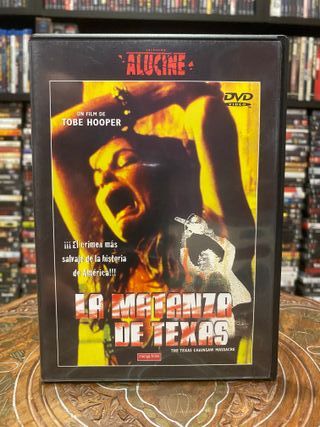 ALUCINE
UN FILM DE
TOBE HOOPER
DVD
VIDEO
¡¡¡ El crimen más
salvaje de la historia
de América!!!
LA MATANZA
DE TEXAS
THE TEXAS CHAINSAW MASSACRE